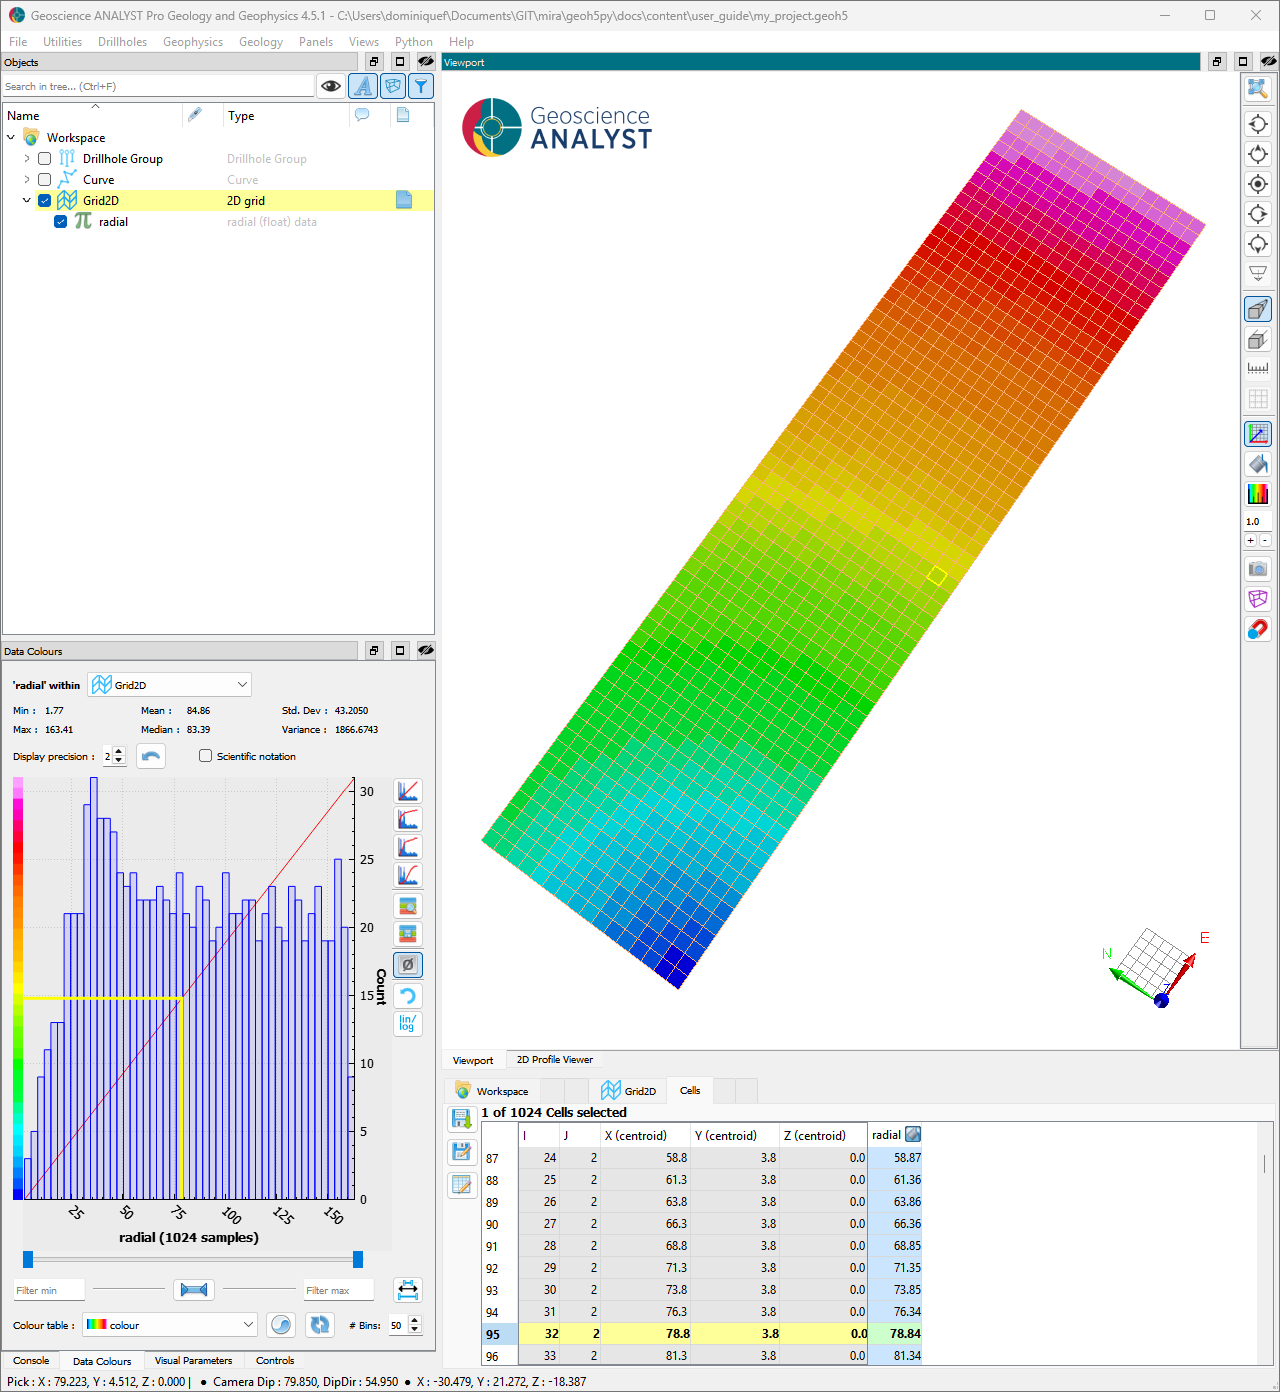 Geoscience ANALYST Pro Geology and Geophysics 4.5.1 - C:\Users\dominiquef\Documents\GIT\mira\geoh5py\docs\content\user_guide\my_project.geoh5
File Utilities Drillholes Geophysics Geology Panels Views Python Help
Objects
Search in tree... (Ctrl+F)
Name Type
Workspace
Drillhole Group Drillhole Group
Curve Curve
Grid2D 2D grid
radial radial (float) data
Data Colours
'radial' within Grid2D
Min : 1.77 Mean : 84.86 Std. Dev : 43.2050
Max : 163.41 Median : 83.39 Variance : 1866.6743
Display precision : 2 Scientific notation
30
25
20
15
10
5
0
Count
25 50 75 100 125 150
radial (1024 samples)
lin/
log
Filter min Filter max
Colour table : colour # Bins: 50
Console Data Colours Visual Parameters Controls
Viewport
Geoscience
ANALYST
1.0
+ -
N E Z
Viewport 2D Profile Viewer
Workspace Grid2D Cells
1 of 1024 Cells selected
I J X (centroid) Y (centroid) Z (centroid) radial
87 24 2 58.8 3.8 0.0 58.87
88 25 2 61.3 3.8 0.0 61.36
89 26 2 63.8 3.8 0.0 63.86
90 27 2 66.3 3.8 0.0 66.36
91 28 2 68.8 3.8 0.0 68.85
92 29 2 71.3 3.8 0.0 71.35
93 30 2 73.8 3.8 0.0 73.85
94 31 2 76.3 3.8 0.0 76.34
95 32 2 78.8 3.8 0.0 78.84
96 33 2 81.3 3.8 0.0 81.34
Pick : X : 79.223, Y : 4.512, Z : 0.000 | ● Camera Dip : 79.850, DipDir : 54.950 ● X : -30.479, Y : 21.272, Z : -18.387